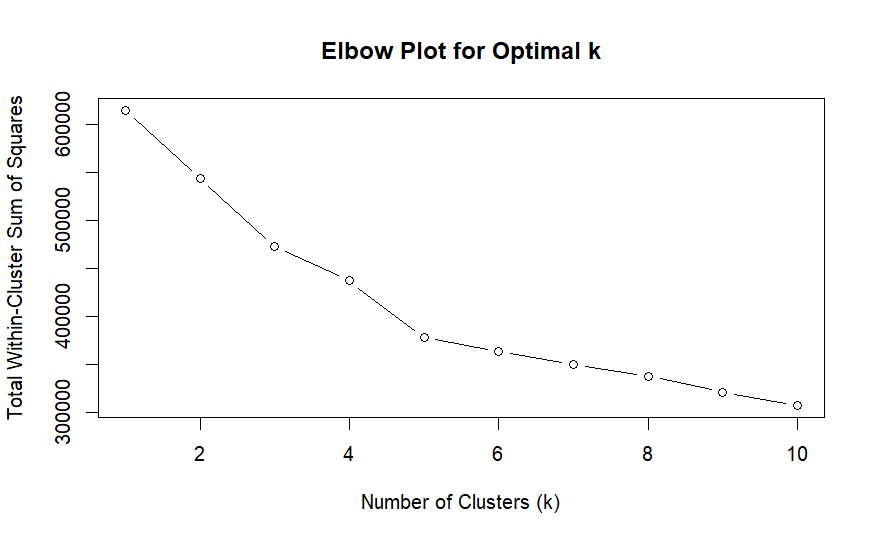 Elbow Plot for Optimal k
Total Within-Cluster Sum of Squares
600000
500000
400000
300000
2 4 6 8 10
Number of Clusters (k)